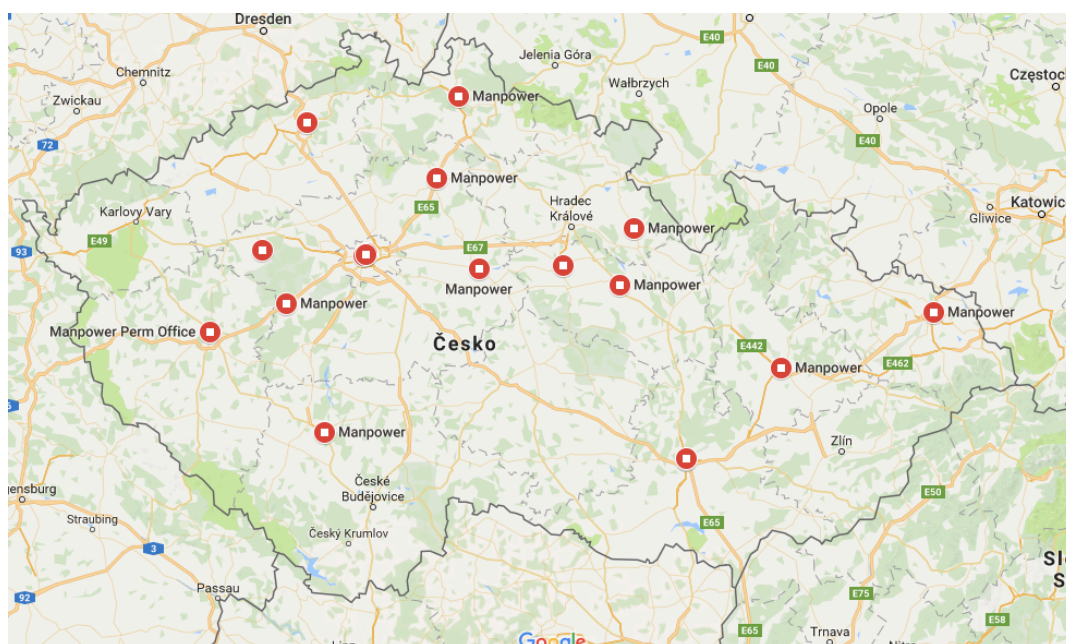 Dresden
E40
Jelenia Góra
E40
Chemnitz
Wałbrzych
Częstoch
Zwickau
Manpower
Opole
72
E40
Manpower
Gliwice
Katowice
Karlovy Vary
E65
Hradec
Králové
Manpower
93
E49
E67
Manpower
Manpower
Manpower
Manpower
Manpower Perm Office
Česko
E442
E462
Manpower
Manpower
Zlín
České
Budějovice
gensburg
E50
Straubing
E65
Český Krumlov
3
Slo
S
Passau
E75
92
E58
E65
Trnava
Google